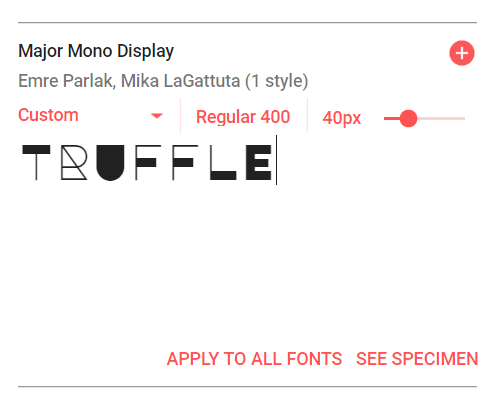 Major Mono Display
Emre Parlak, Mika LaGattuta (1 style)
Custom Regular 400 40px
TRUFFLE
APPLY TO ALL FONTS SEE SPECIMEN